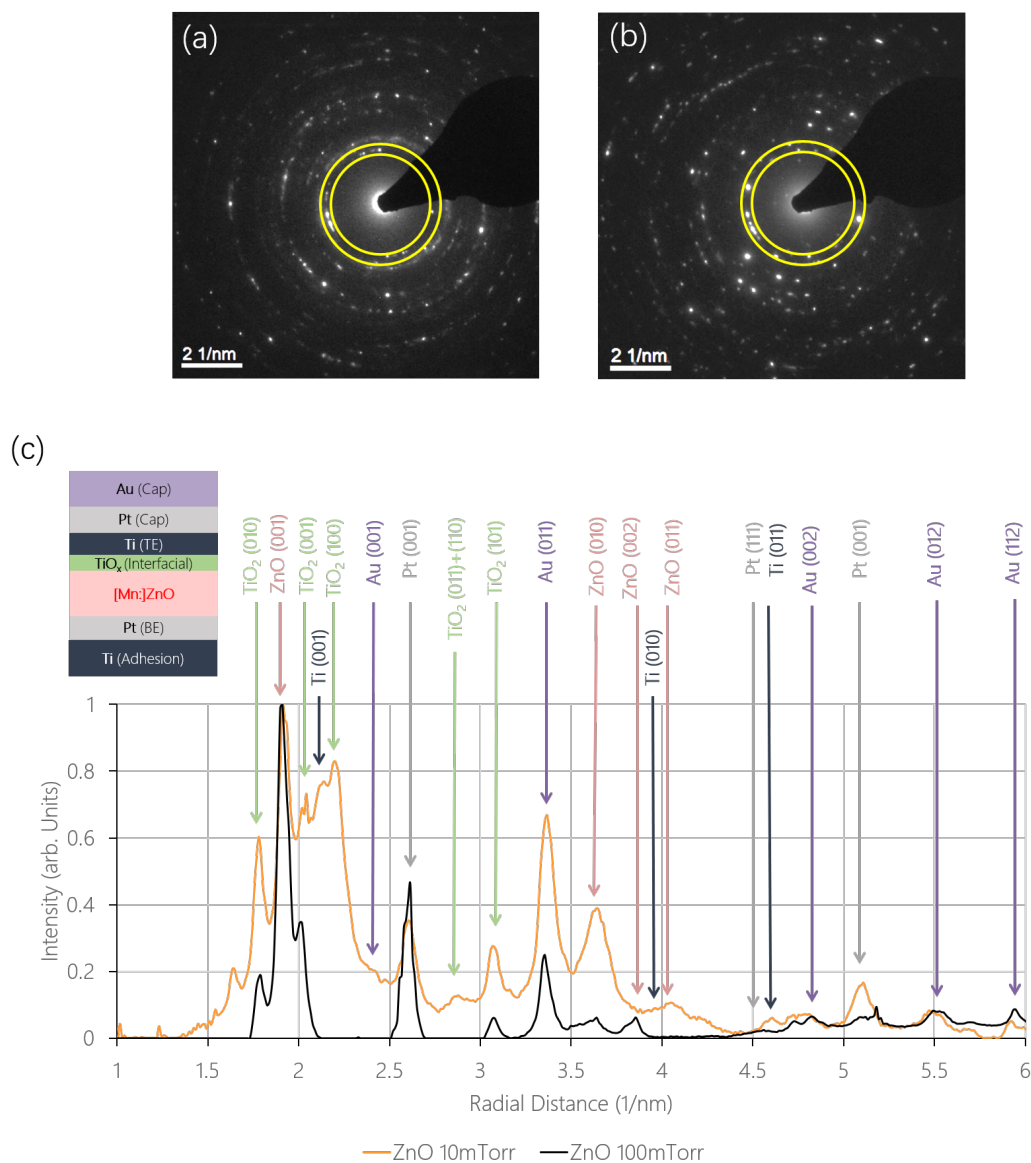 (a)
(b)
2 1/nm
2 1/nm
(c)
Au (Cap)
Pt (Cap)
Ti (TE)
TiOₓ (Interfacial)
[Mn:]ZnO
Pt (BE)
Ti (Adhesion)
TiO₂ (010)
ZnO (001)
TiO₂ (001)
Ti (001)
TiO₂ (100)
Au (001)
Pt (001)
TiO₂ (011)+(110)
TiO₂ (101)
Au (011)
ZnO (010)
ZnO (002)
Ti (010)
ZnO (011)
Pt (111)
Ti (011)
Au (002)
Pt (001)
Au (012)
Au (112)
Intensity (arb. Units)
1
0.8
0.6
0.4
0.2
0
1 1.5 2 2.5 3 3.5 4 4.5 5 5.5 6
Radial Distance (1/nm)
ZnO 10mTorr ZnO 100mTorr